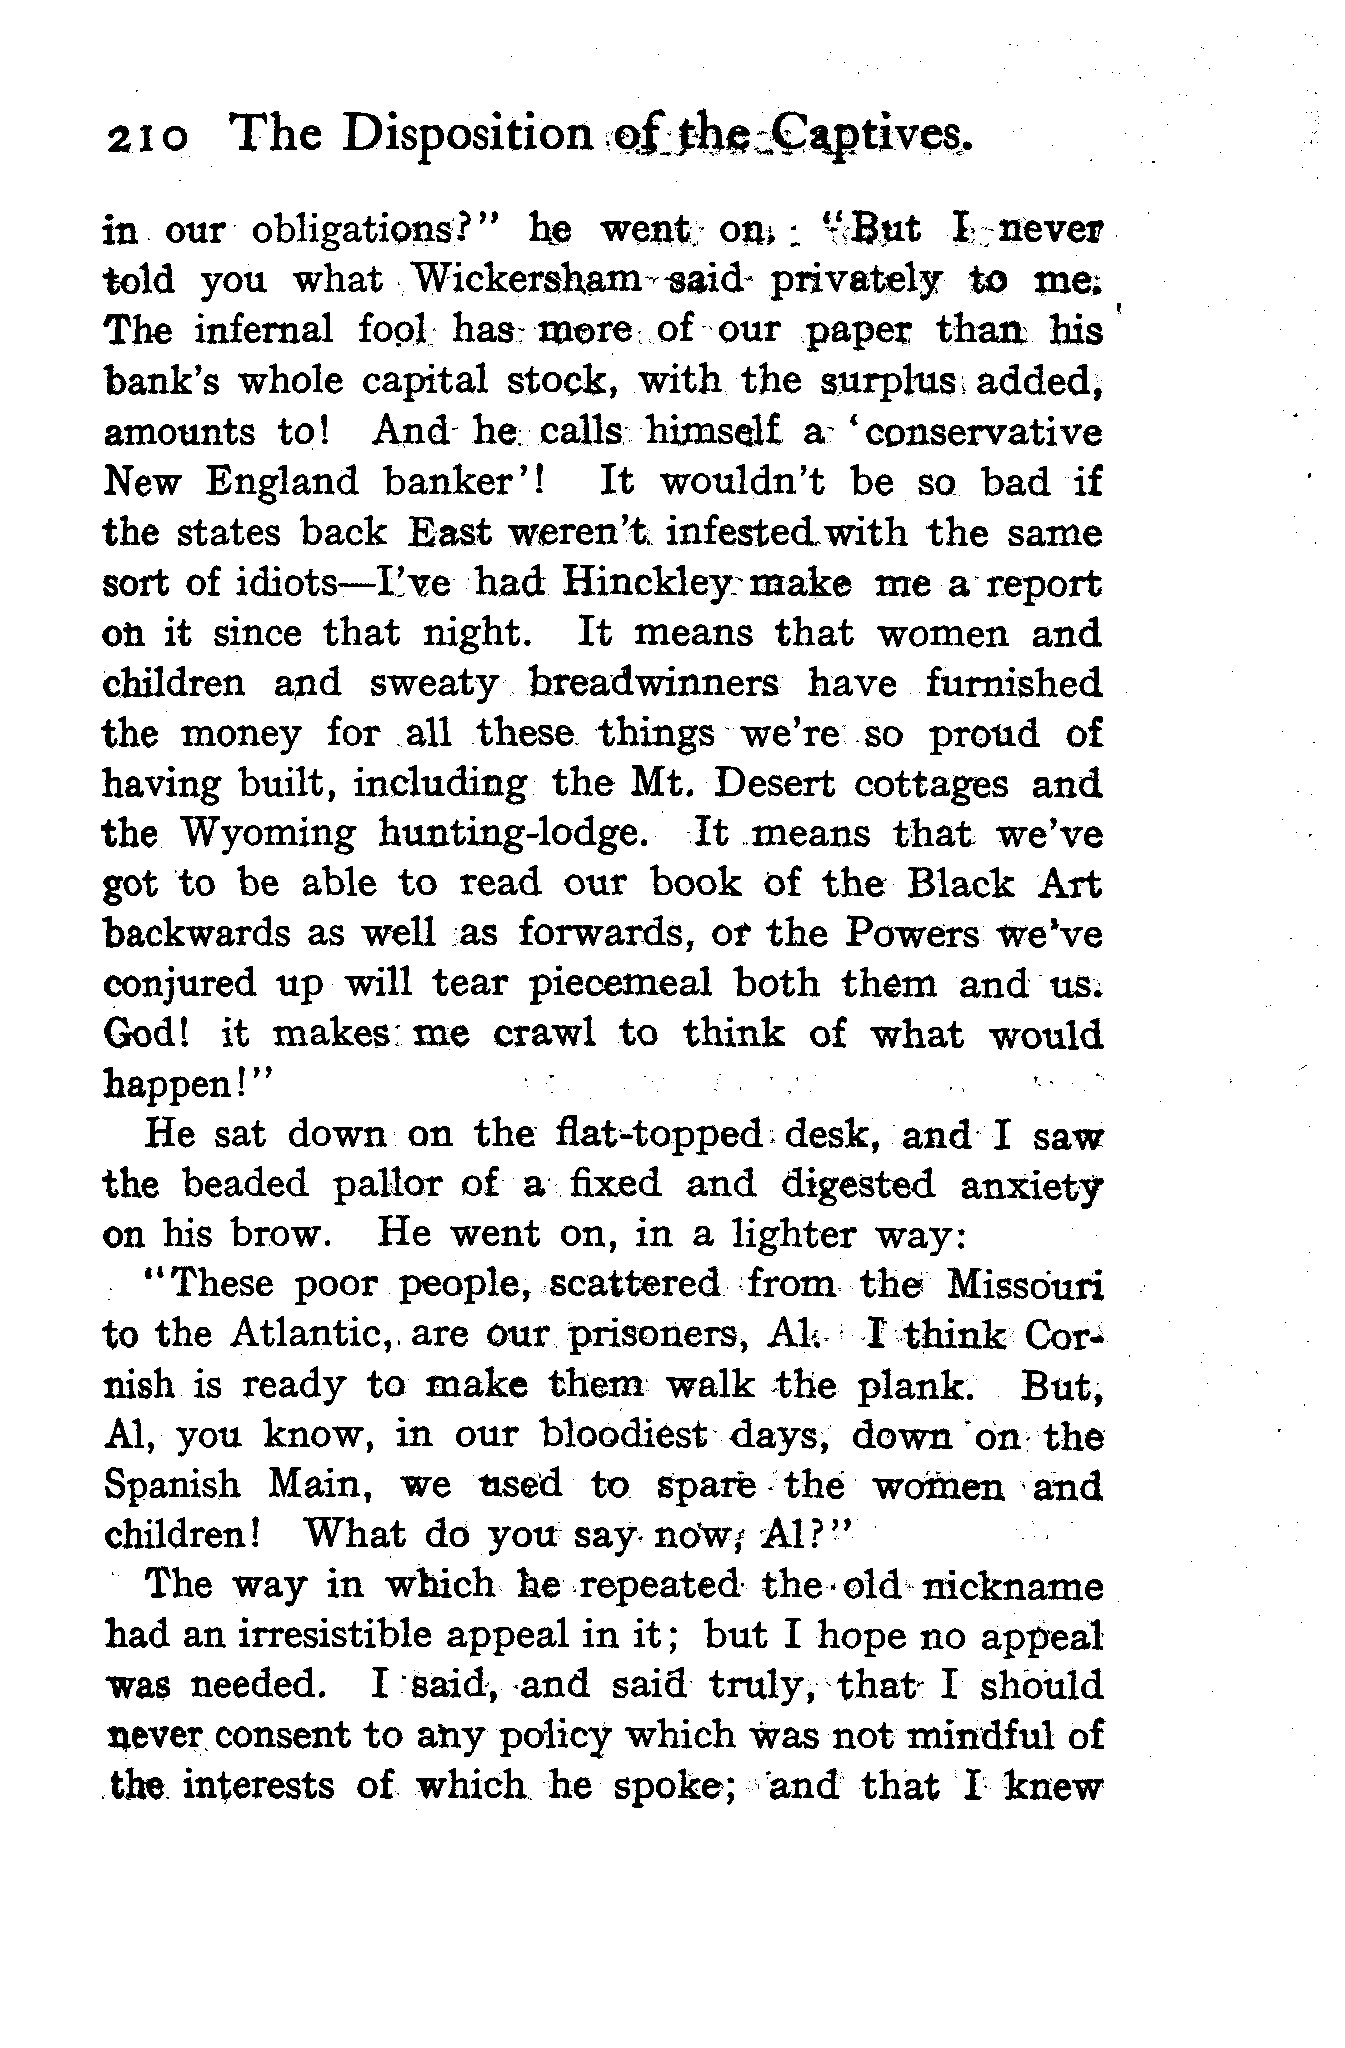 210 The Disposition of the Captives.
in our obligations?" he went on. "But I never
told you what Wickersham said privately to me.
The infernal fool has more of our paper than his
bank's whole capital stock, with the surplus added,
amounts to! And he calls himself a 'conservative
New England banker'! It wouldn't be so bad if
the states back East weren't infested with the same
sort of idiots—I've had Hinckley make me a report
on it since that night. It means that women and
children and sweaty breadwinners have furnished
the money for all these things we're so proud of
having built, including the Mt. Desert cottages and
the Wyoming hunting-lodge. It means that we've
got to be able to read our book of the Black Art
backwards as well as forwards, or the Powers we've
conjured up will tear piecemeal both them and us.
God! it makes me crawl to think of what would
happen!"
He sat down on the flat-topped desk, and I saw
the beaded pallor of a fixed and digested anxiety
on his brow. He went on, in a lighter way:
"These poor people, scattered from the Missouri
to the Atlantic, are our prisoners, Al. I think Cor-
nish is ready to make them walk the plank. But,
Al, you know, in our bloodiest days, down on the
Spanish Main, we used to spare the women and
children! What do you say now, Al?"
The way in which he repeated the old nickname
had an irresistible appeal in it; but I hope no appeal
was needed. I said, and said truly, that I should
never consent to any policy which was not mindful of
the interests of which he spoke; and that I knew